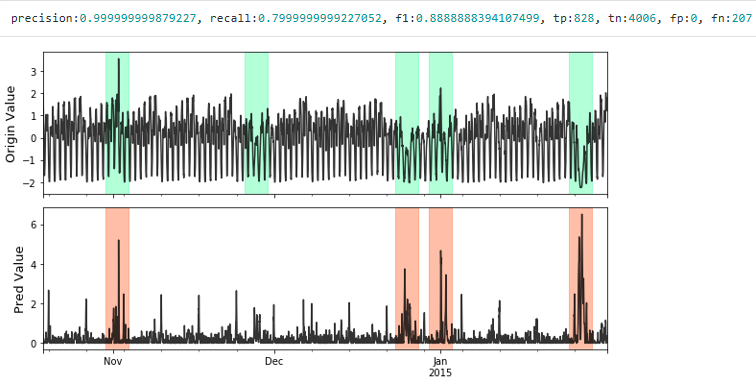 precision:0.999999999879227, recall:0.7999999999227052, f1:0.8888888394107499, tp:828, tn:4006, fp:0, fn:207
3
2
1
0
−1
−2
Origin Value
6
4
2
0
Pred Value
Nov
Dec
Jan
2015